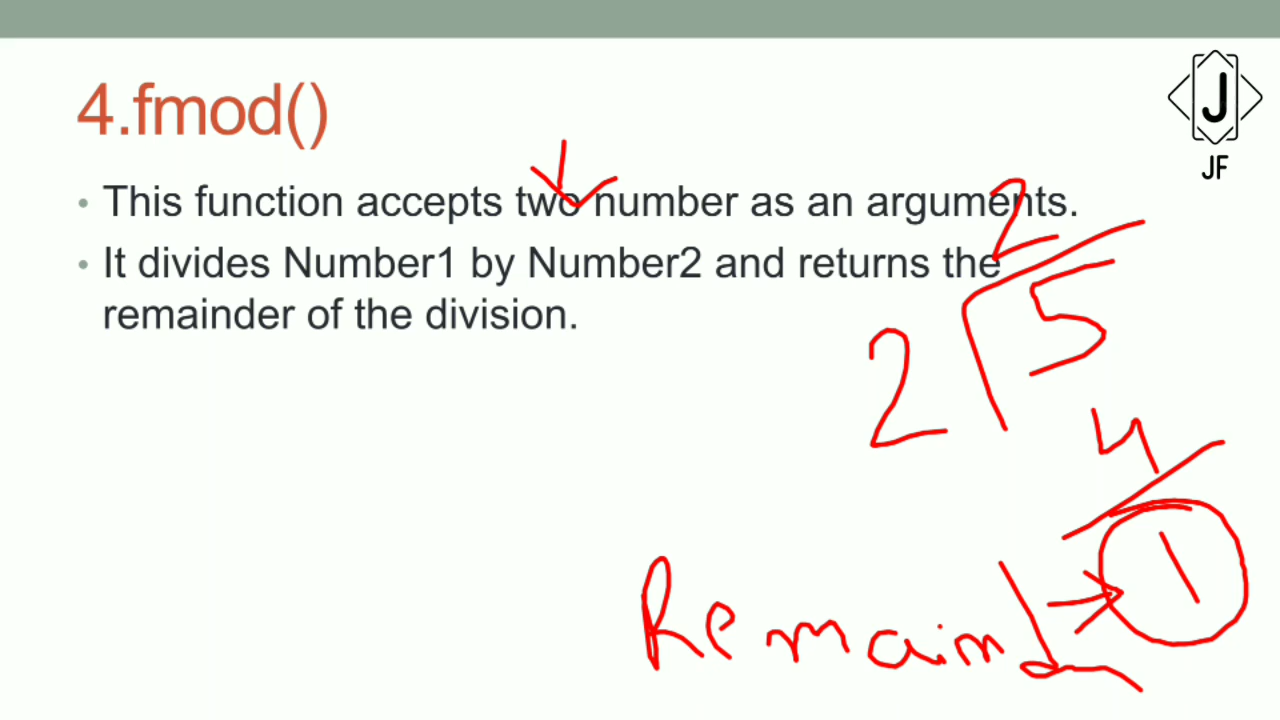 4.fmod()
J
JF
• This function accepts two number as an arguments.
• It divides Number1 by Number2 and returns the
remainder of the division.
2
2 5
4
1